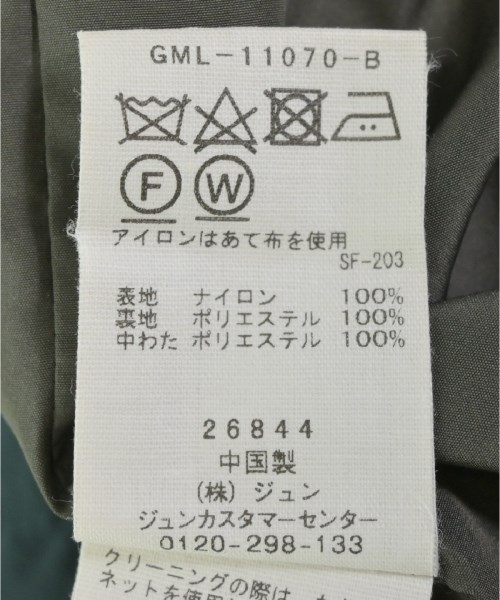 GML-11070-B
F W
アイロンはあて布を使用
SF-203
表地 ナイロン 100%
裏地 ポリエステル 100%
中わた ポリエステル 100%
26844
中国製
(株) ジュン
ジュンカスタマーセンター
0120-298-133
クリーニングの際は、
ネットを使用